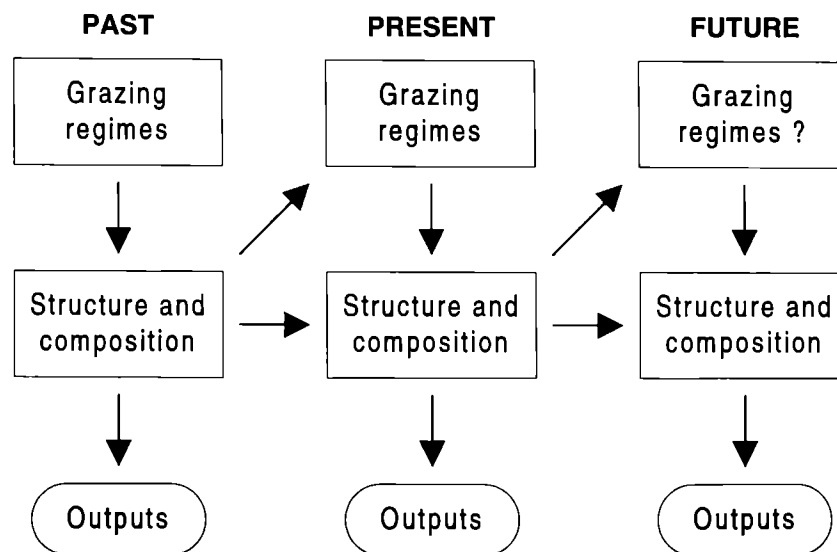 PAST
PRESENT
FUTURE
Grazing
regimes
Grazing
regimes
Grazing
regimes ?
Structure and
composition
Structure and
composition
Structure and
composition
Outputs
Outputs
Outputs